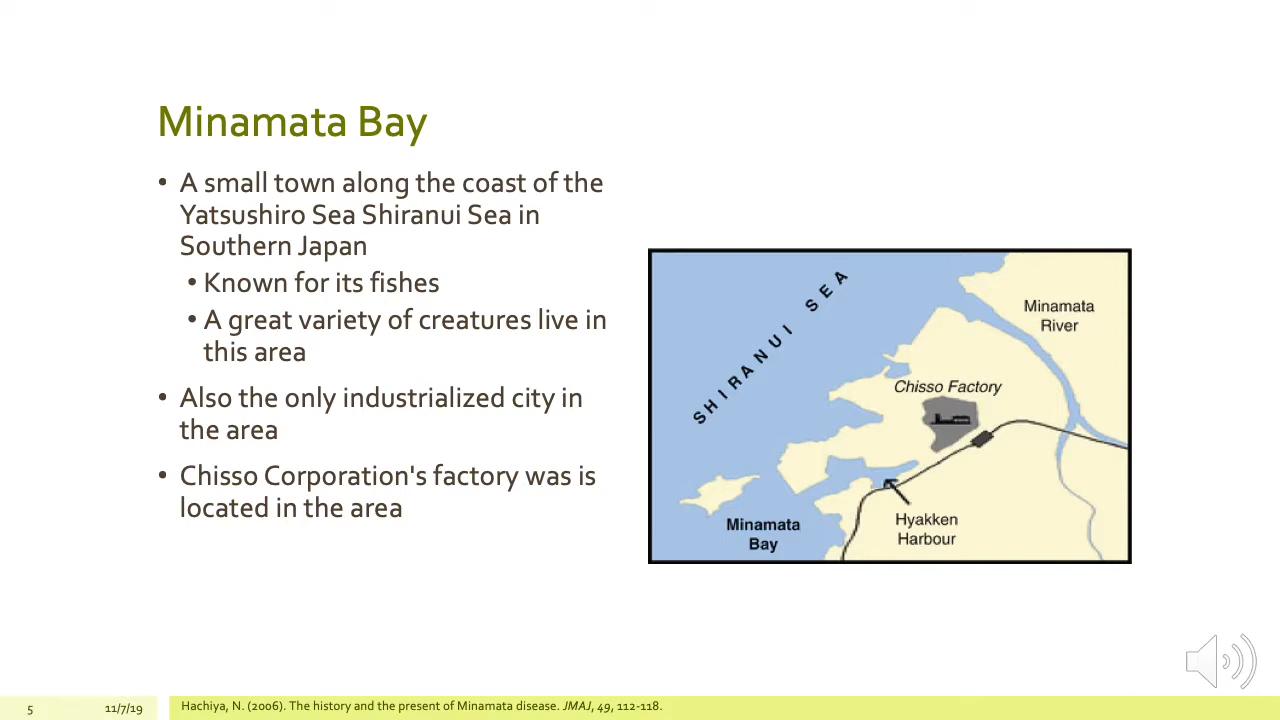 Minamata Bay
• A small town along the coast of the
Yatsushiro Sea Shiranui Sea in
Southern Japan
• Known for its fishes
• A great variety of creatures live in
this area
• Also the only industrialized city in
the area
• Chisso Corporation's factory was is
located in the area
SHIRANUI SEA
Minamata
River
Chisso Factory
Hyakken
Harbour
Minamata
Bay
5
11/7/19
Hachiya, N. (2006). The history and the present of Minamata disease. JMAJ, 49, 112-118.